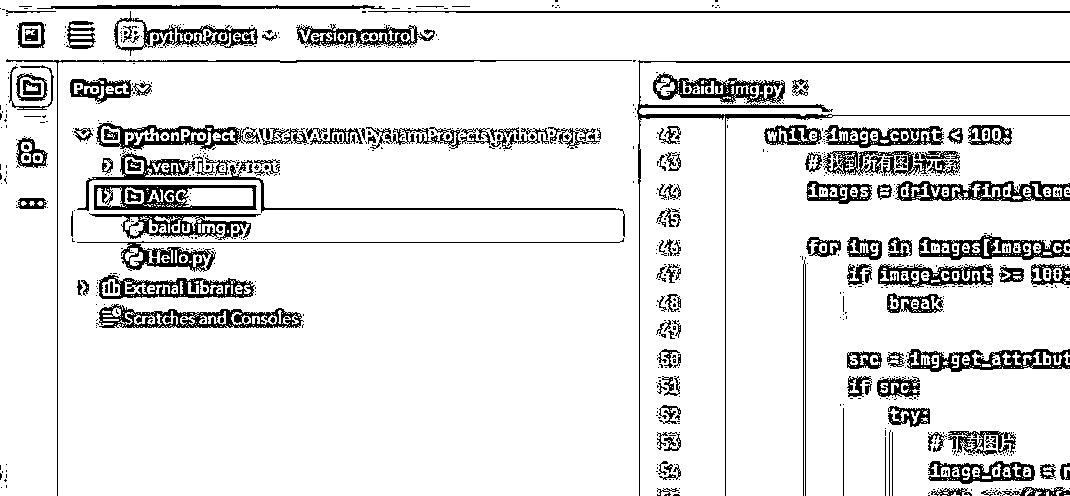 PP pythonProject Version control
Project
pythonProject C:\Users\Admin\PycharmProjects\pythonProject
.venv library root
AIGC
baidu_img.py
Hello.py
External Libraries
Scratches and Consoles
baidu_img.py
42 while image_count < 100:
43 # 找到所有图片元素
44 images = driver.find_eleme
45
46 for img in images[image_co
47 if image_count >= 100:
48 break
49
50 src = img.get_attribut
51 if src:
52 try:
53 # 下载图片
54 image_data = r